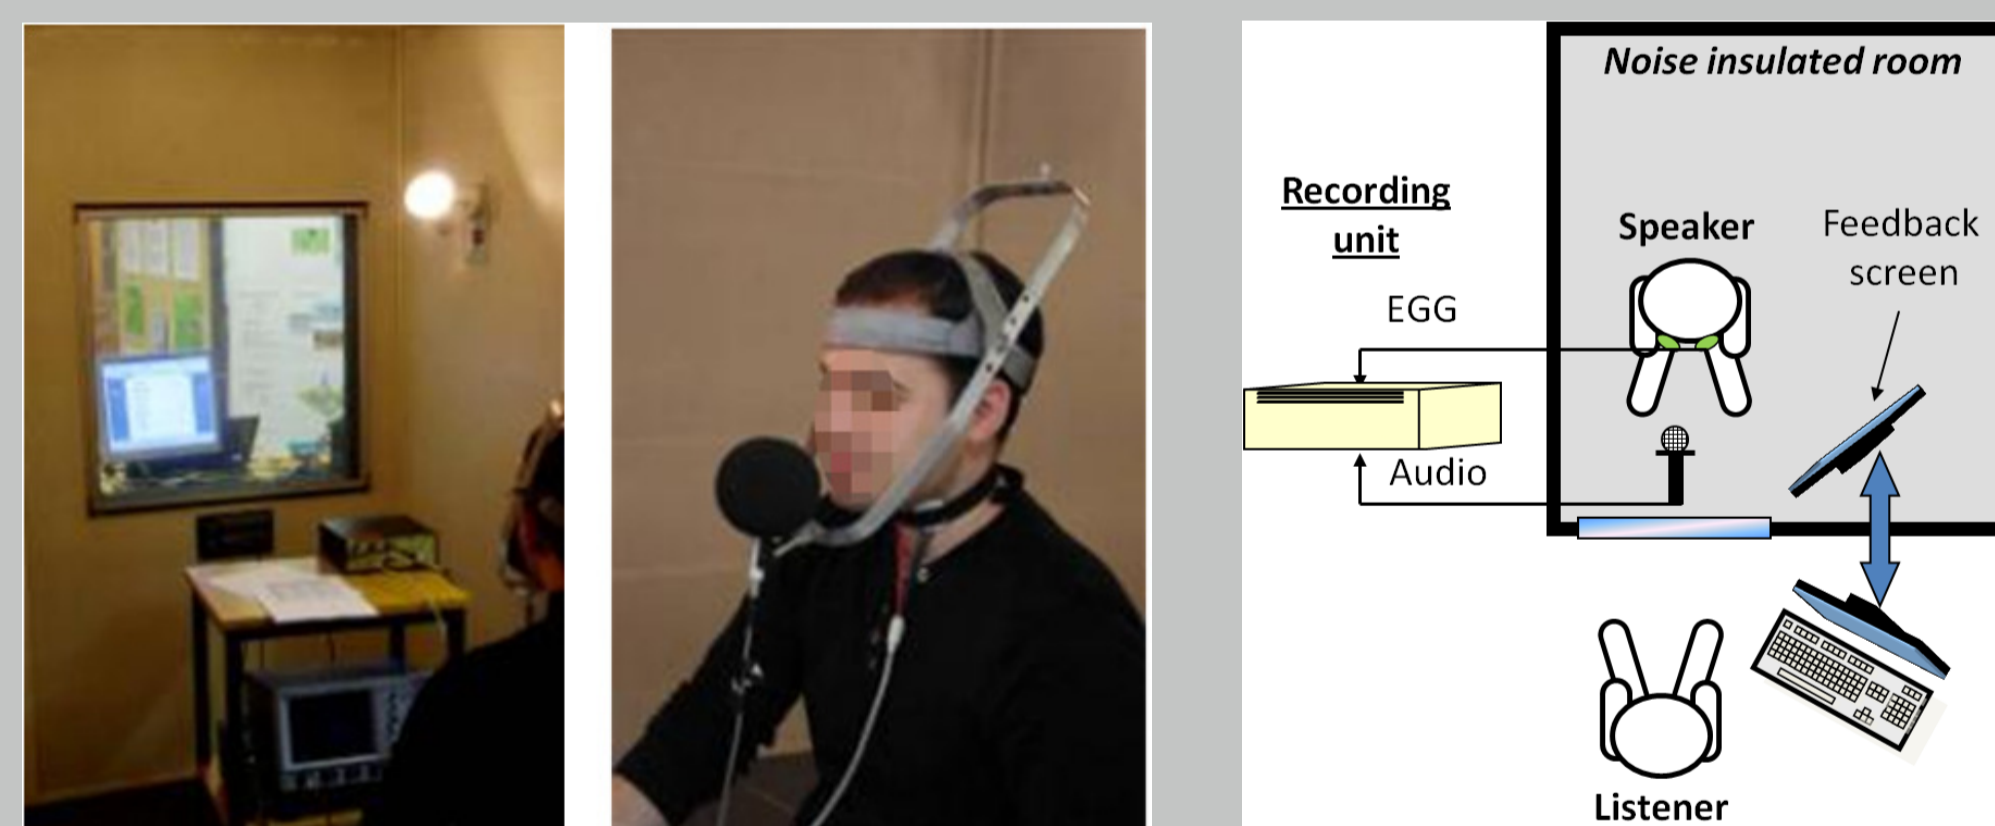 Noise insulated room
Recording
unit
Speaker
Feedback
screen
EGG
Audio
Listener